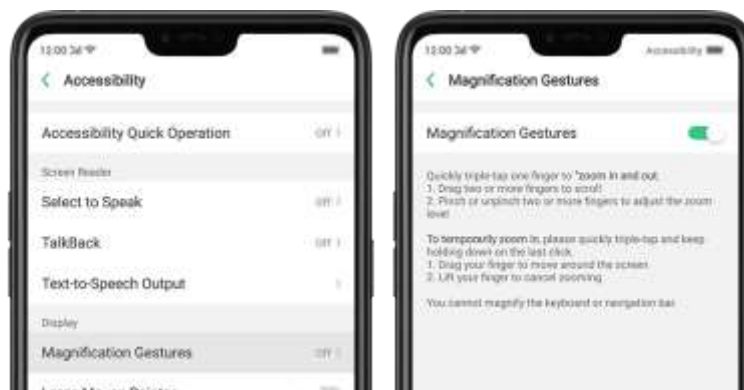 12:00
Accessibility
Accessibility Quick Operation Off
Screen Reader
Select to Speak Off
TalkBack Off
Text-to-Speech Output
Display
Magnification Gestures Off
12:00
Accessibility
Magnification Gestures
Magnification Gestures
Quickly triple-tap one finger to "zoom in and out.
1. Drag two or more fingers to scroll
2. Pinch or unpinch two or more fingers to adjust the zoom
level
To temporarily zoom in, please quickly triple-tap and keep
holding down on the last click.
1. Drag your finger to move around the screen
2. Lift your finger to cancel zooming
You cannot magnify the keyboard or navigation bar